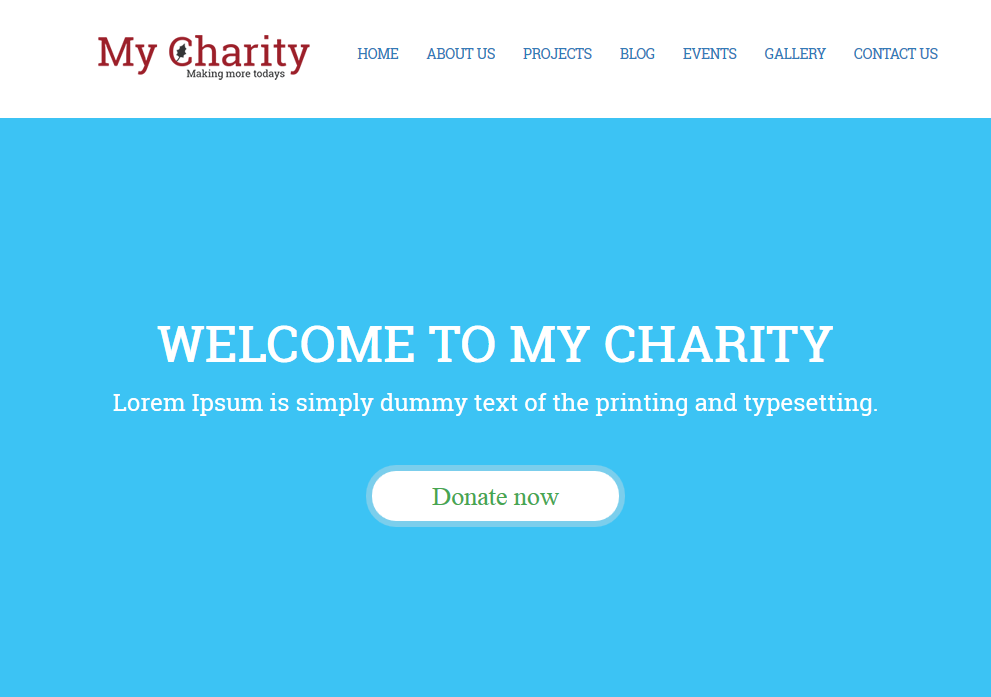 My Charity
Making more todays
HOME ABOUT US PROJECTS BLOG EVENTS GALLERY CONTACT US
WELCOME TO MY CHARITY
Lorem Ipsum is simply dummy text of the printing and typesetting.
Donate now